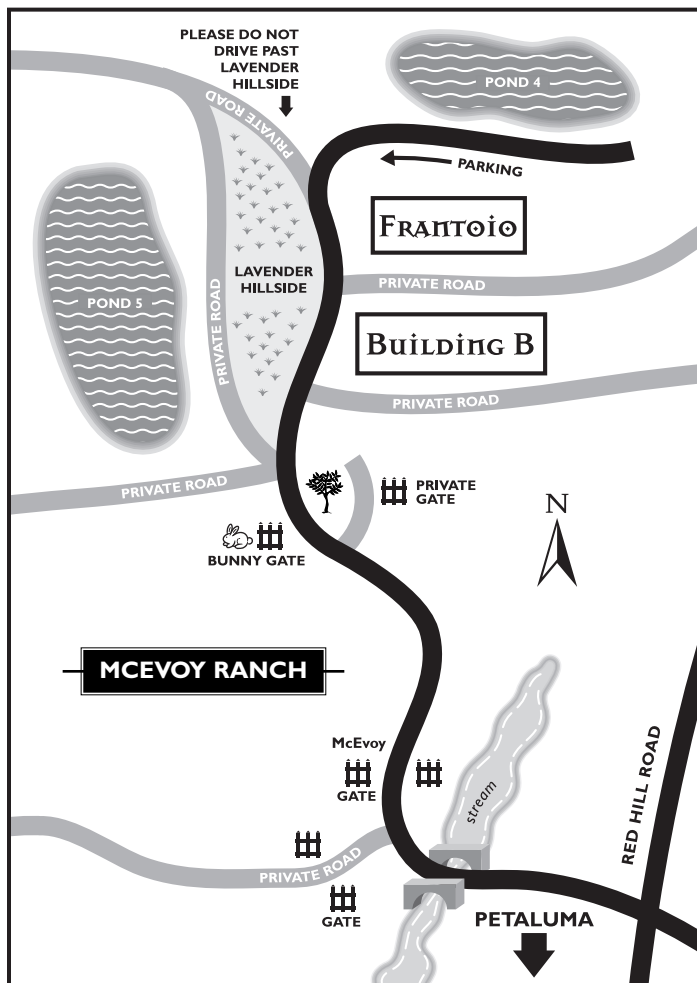 PLEASE DO NOT
DRIVE PAST
LAVENDER
HILLSIDE
POND 4
PRIVATE ROAD
PARKING
FRANTOIO
PRIVATE ROAD
LAVENDER
HILLSIDE
POND 5
PRIVATE ROAD
BUILDING B
PRIVATE ROAD
PRIVATE ROAD
PRIVATE
GATE
BUNNY GATE
N
MCEVOY RANCH
McEvoy
GATE
stream
RED HILL ROAD
PRIVATE ROAD
GATE
PETALUMA